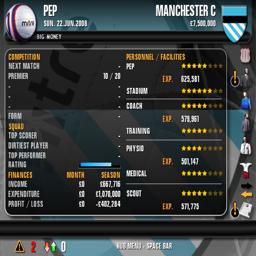 mitre
PEP
MANCHESTER C
SUN. 22.JUN.2008
£7,500,000
BIG MONEY
COMPETITION
PERSONNEL / FACILITIES
NEXT MATCH -
PEP
PREMIER 10 / 20
EXP. 625,581
-
STADIUM
-
COACH
-
EXP. 578,961
FORM -
TRAINING
SQUAD
TOP SCORER
PHYSIO
DIRTIEST PLAYER
EXP. 501,147
TOP PERFORMER
RATING
MEDICAL
FINANCES MONTH SEASON
INCOME £0 £667,716
SCOUT
EXPENDITURE £0 £1,070,000
PROFIT / LOSS £0 -£402,284
EXP. 571,775
2 0
HUB MENU - SPACE BAR